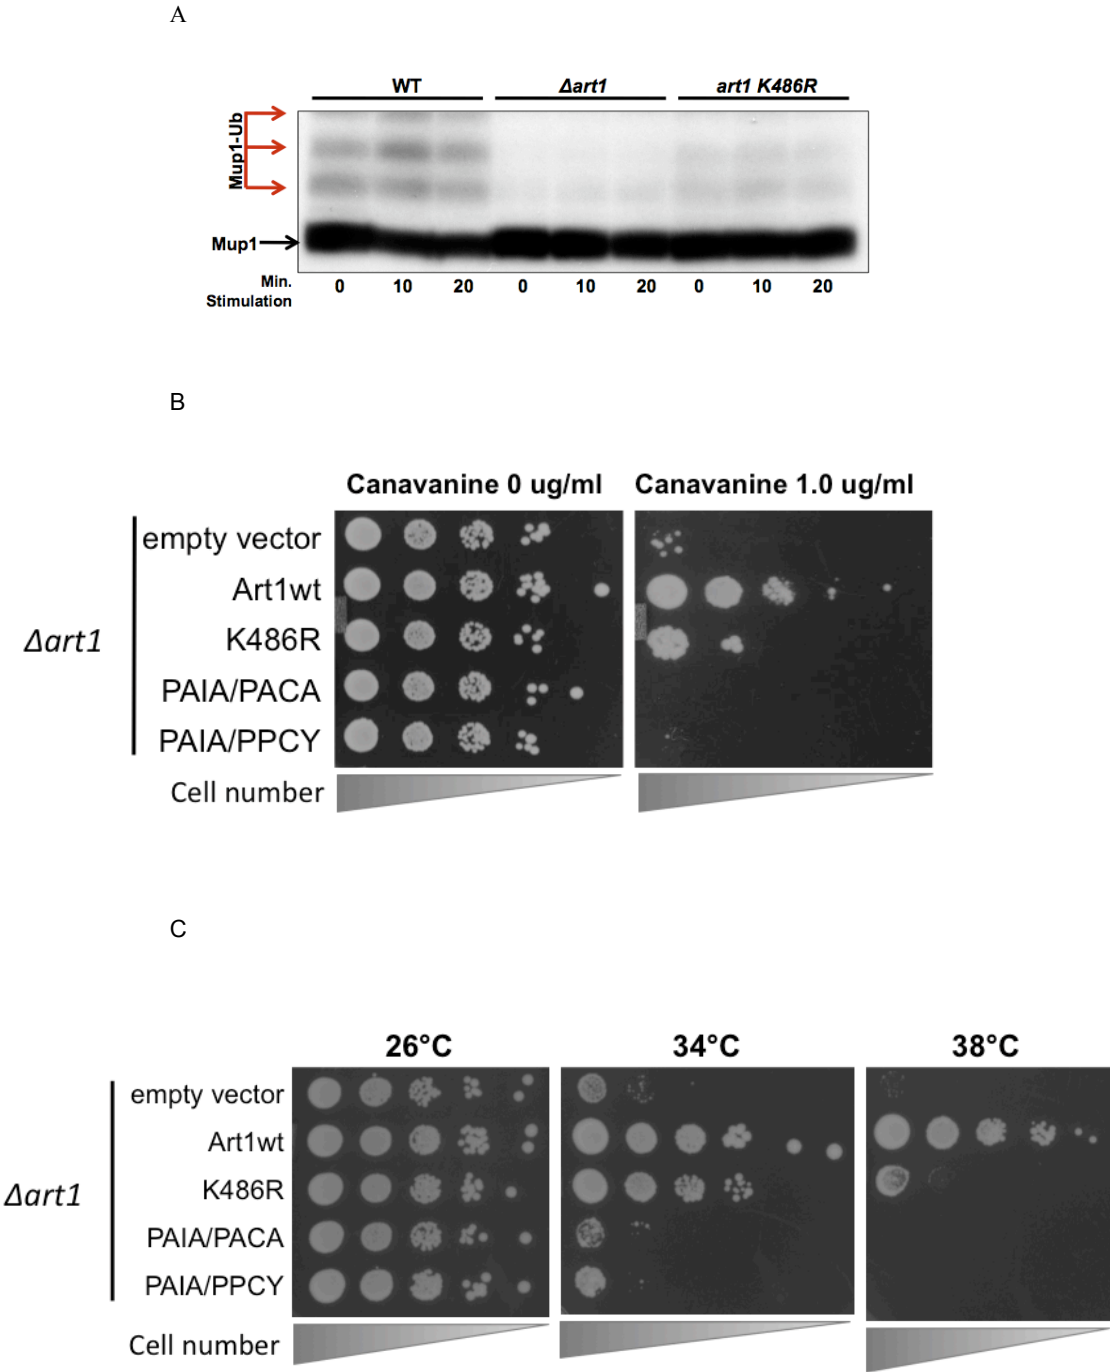 A
WT
Δart1
art1 K486R
Mup1-Ub
Mup1
Min.
Stimulation
0 10 20 0 10 20 0 10 20
B
Canavanine 0 ug/ml
Canavanine 1.0 ug/ml
Δart1
empty vector
Art1wt
K486R
PAIA/PACA
PAIA/PPCY
Cell number
C
26°C
34°C
38°C
Δart1
empty vector
Art1wt
K486R
PAIA/PACA
PAIA/PPCY
Cell number